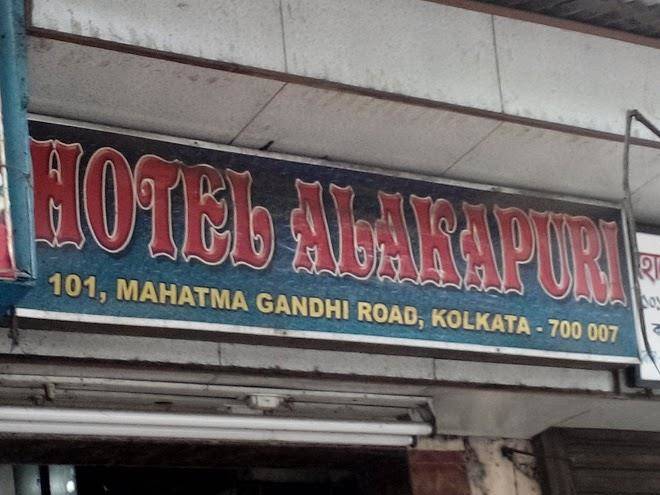 HOTEL ALAKAPURI
101, MAHATMA GANDHI ROAD, KOLKATA - 700 007